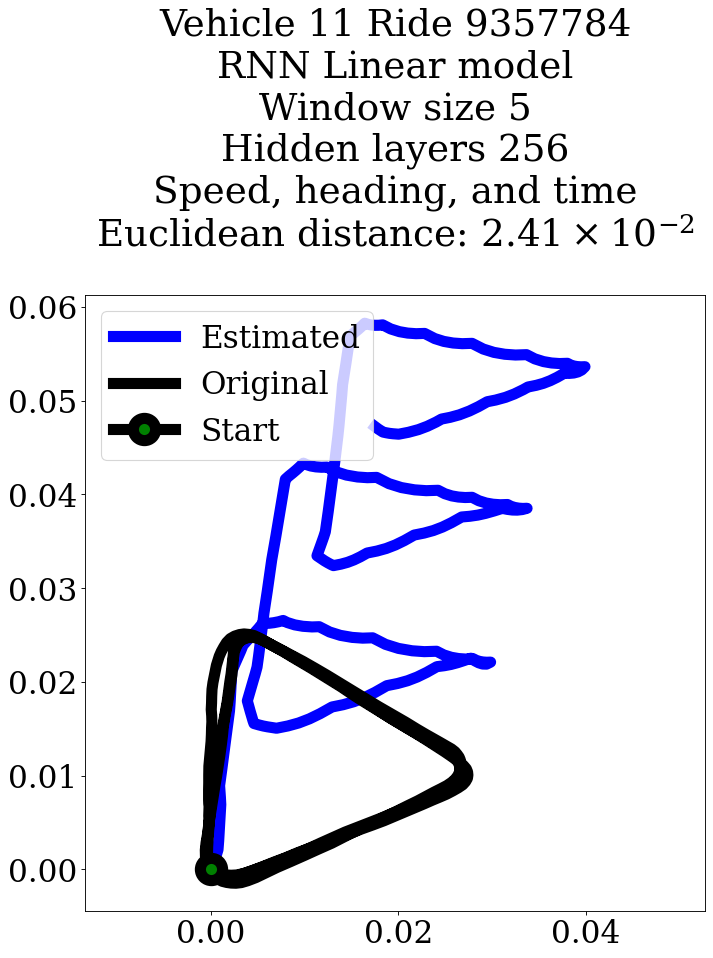 Vehicle 11 Ride 9357784
RNN Linear model
Window size 5
Hidden layers 256
Speed, heading, and time
Euclidean distance: 2.41 × 10⁻²
0.06
0.05
0.04
0.03
0.02
0.01
0.00
Estimated
Original
Start
0.00 0.02 0.04